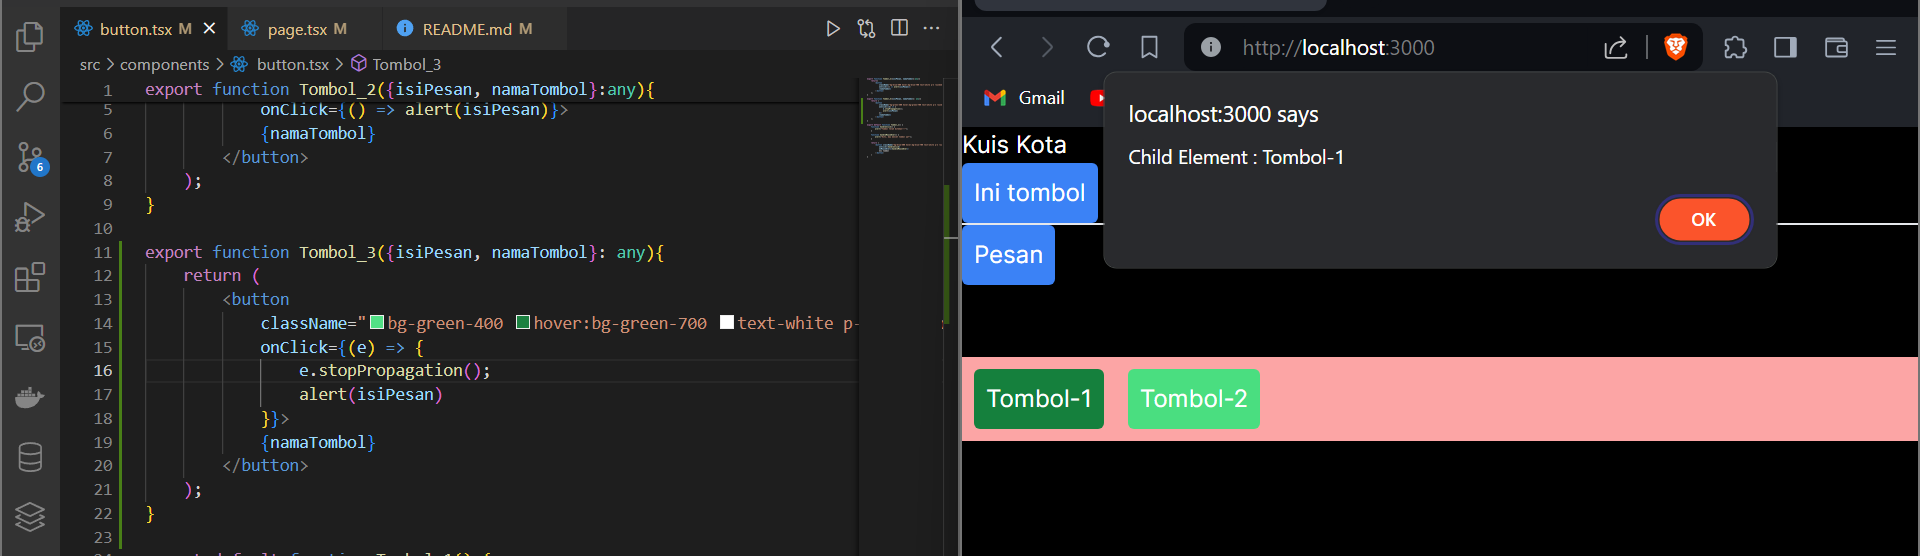 button.tsx M
page.tsx M
README.md M
src > components > button.tsx > Tombol_3
1 export function Tombol_2({isiPesan, namaTombol}:any){
5 onClick={() => alert(isiPesan)}>
6 {namaTombol}
7 </button>
8 );
9 }
10
11 export function Tombol_3({isiPesan, namaTombol}: any){
12 return (
13 <button
14 className="bg-green-400 hover:bg-green-700 text-white p-
15 onClick={(e) => {
16 e.stopPropagation();
17 alert(isiPesan)
18 }}>
19 {namaTombol}
20 </button>
21 );
22 }
23
6
http://localhost:3000
Gmail
localhost:3000 says
Child Element : Tombol-1
OK
Kuis Kota
Ini tombol
Pesan
Tombol-1
Tombol-2